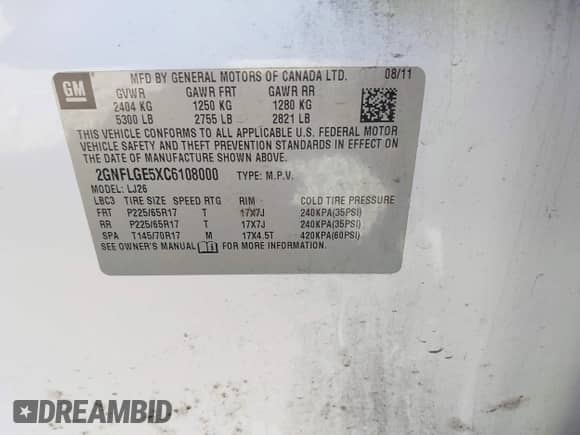 GM
MFD BY GENERAL MOTORS OF CANADA LTD. 08/11
GVWR GAWR FRT GAWR RR
2404 KG 1250 KG 1280 KG
5300 LB 2755 LB 2821 LB
THIS VEHICLE CONFORMS TO ALL APPLICABLE U.S. FEDERAL MOTOR
VEHICLE SAFETY AND THEFT PREVENTION STANDARDS IN EFFECT ON
THE DATE OF MANUFACTURE SHOWN ABOVE.
2GNFLGE5XC6108000 TYPE: M.P.V.
MODEL: LJ26
LBC3 TIRE SIZE SPEED RTG RIM COLD TIRE PRESSURE
FRT P225/65R17 T 17X7J 240KPA(35PSI)
RR P225/65R17 T 17X7J 240KPA(35PSI)
SPA T145/70R17 M 17X4.5T 420KPA(60PSI)
SEE OWNER'S MANUAL FOR MORE INFORMATION.
DREAMBID